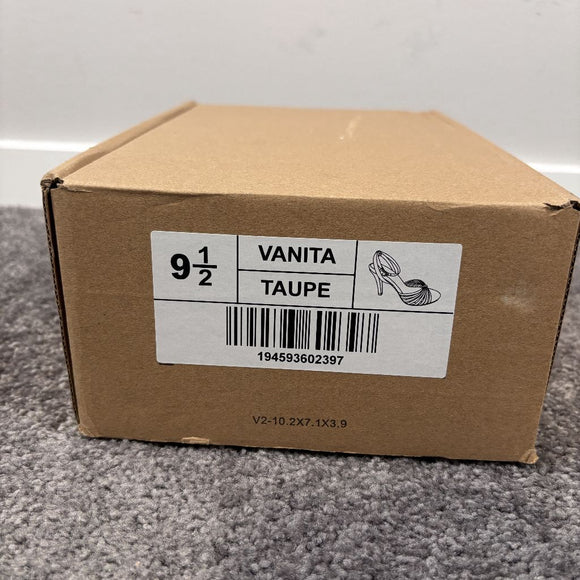 9 1/2
VANITA
TAUPE
194593602397
V2-10.2X7.1X3.9